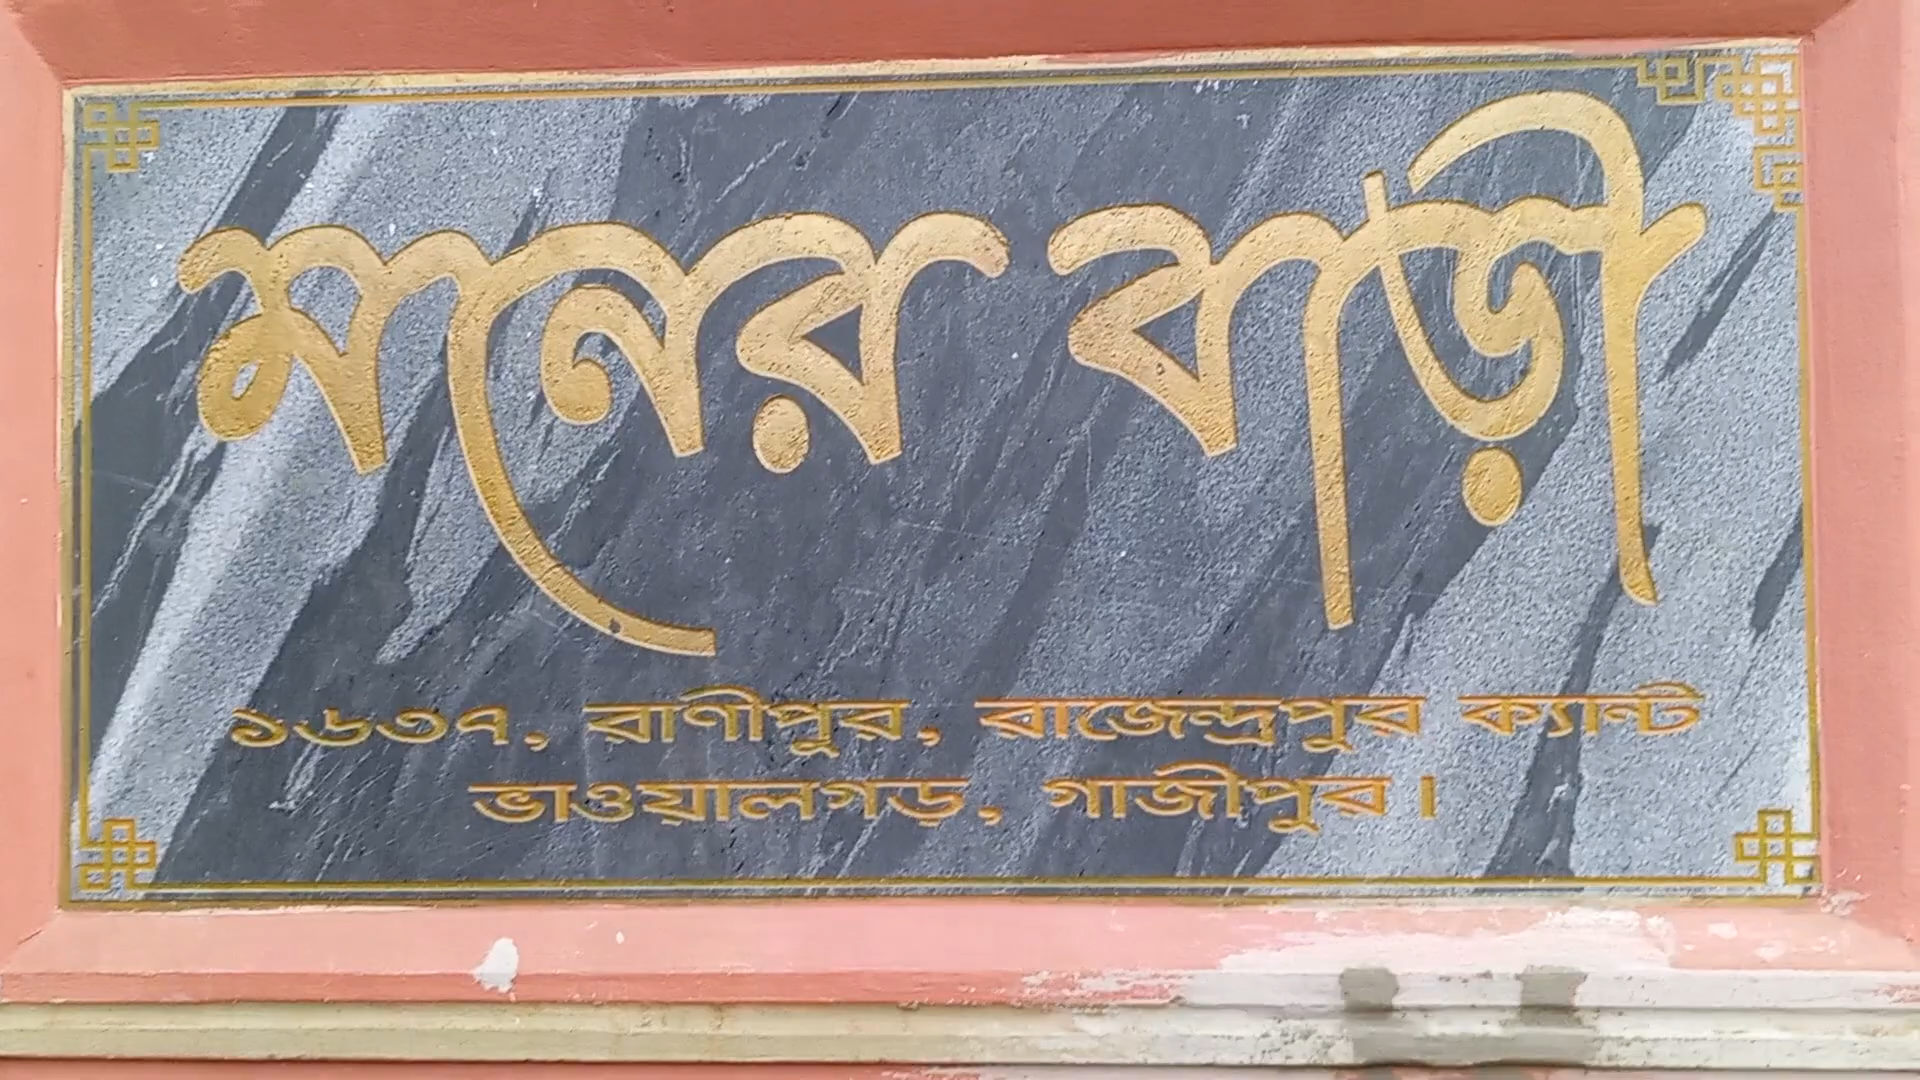 মনের বাড়ী
১৬৩৭, রাণীপুর, রাজেন্দ্রপুর ক্যান্ট
ভাওয়ালগড়, গাজীপুর।